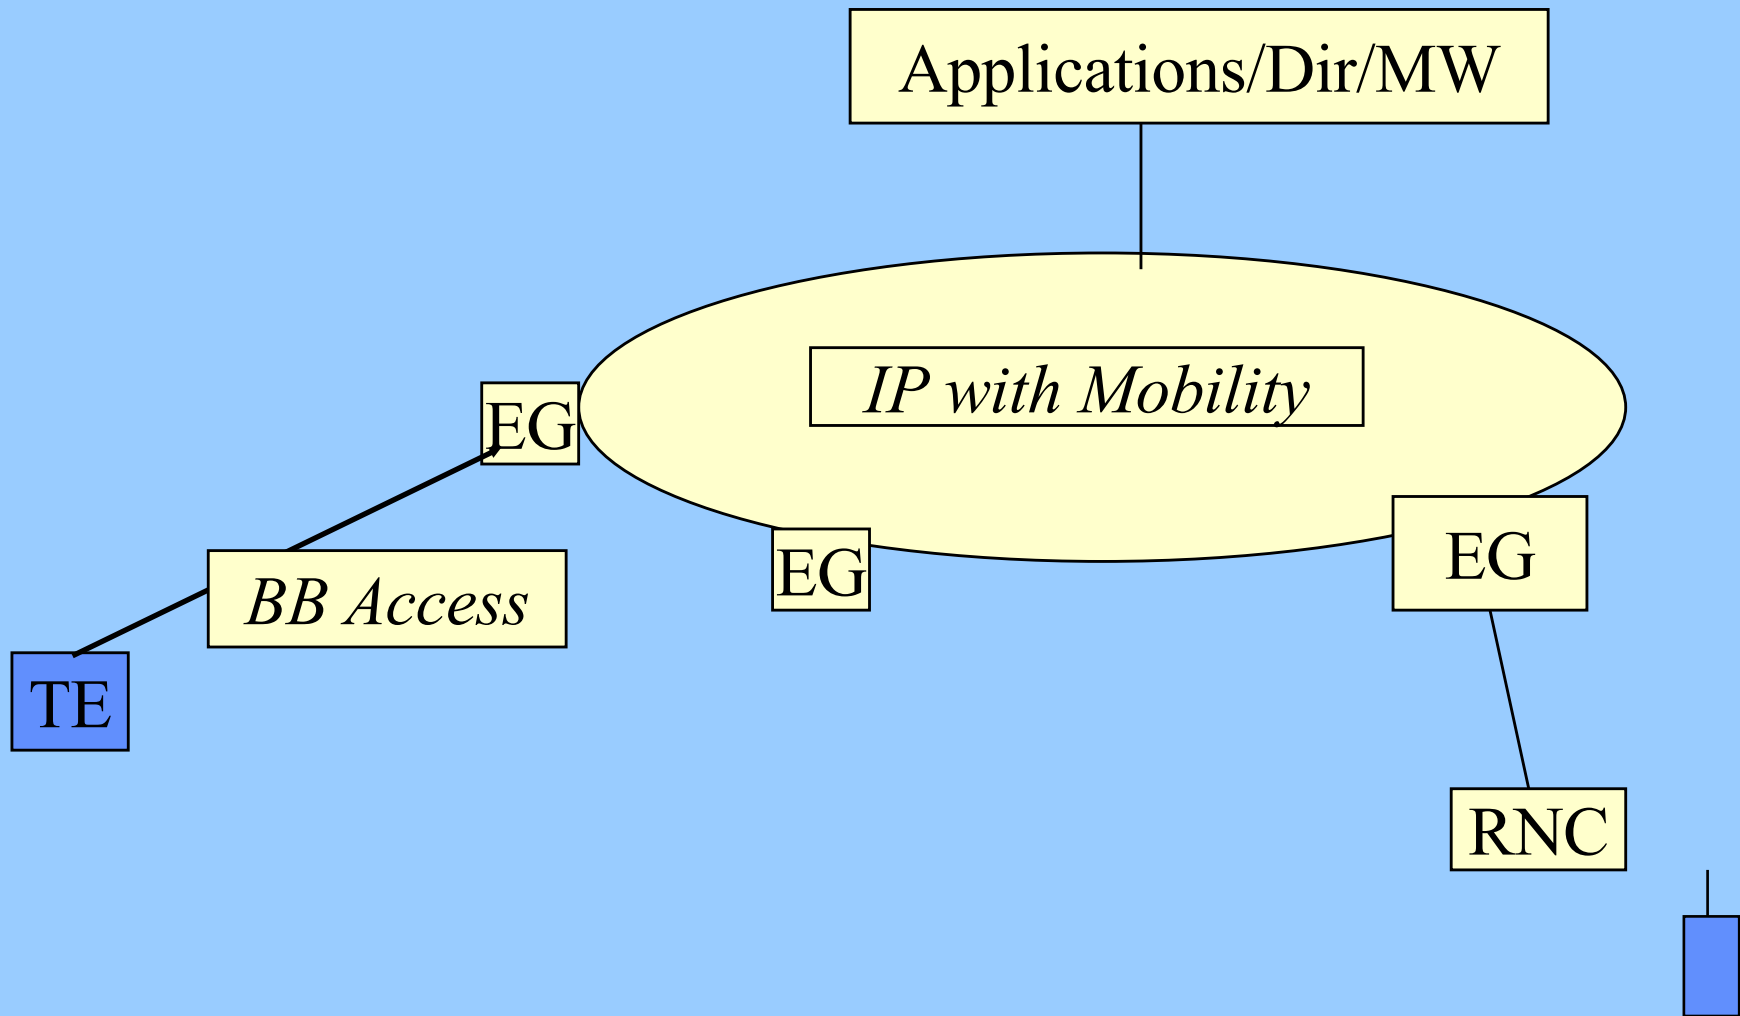 Applications/Dir/MW
IP with Mobility
EG
EG
EG
BB Access
TE
RNC